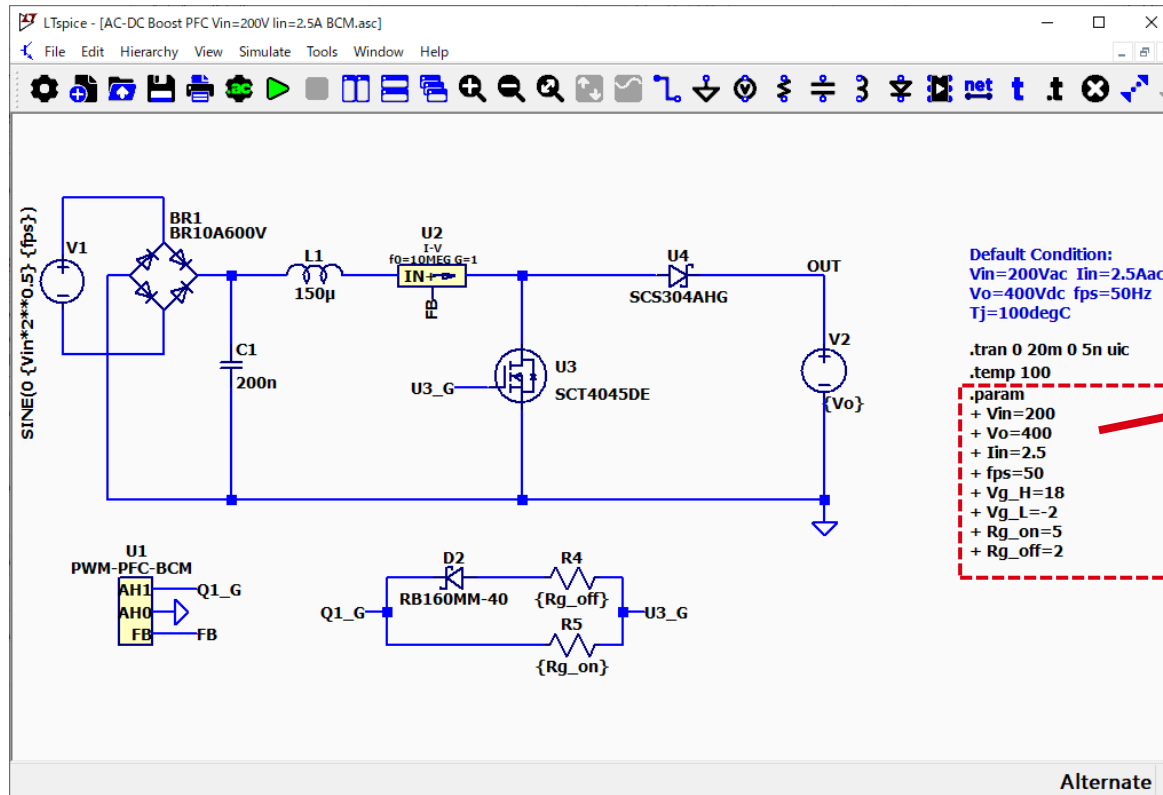 LTspice - [AC-DC Boost PFC Vin=200V Iin=2.5A BCM.asc]
File Edit Hierarchy View Simulate Tools Window Help
ac
net t .t
SINE(0 {Vin*2**0.5} {fps})
V1
BR1
BR10A600V
L1
150µ
U2
I-V
f0=10MEG G=1
IN+
FB
U4
SCS304AHG
OUT
C1
200n
U3_G
U3
SCT4045DE
V2
{Vo}
Default Condition:
Vin=200Vac Iin=2.5Aac
Vo=400Vdc fps=50Hz
Tj=100degC
.tran 0 20m 0 5n uic
.temp 100
.param
+ Vin=200
+ Vo=400
+ Iin=2.5
+ fps=50
+ Vg_H=18
+ Vg_L=-2
+ Rg_on=5
+ Rg_off=2
U1
PWM-PFC-BCM
AH1
Q1_G
AH0
FB
FB
D2
RB160MM-40
R4
{Rg_off}
Q1_G
U3_G
R5
{Rg_on}
Alternate